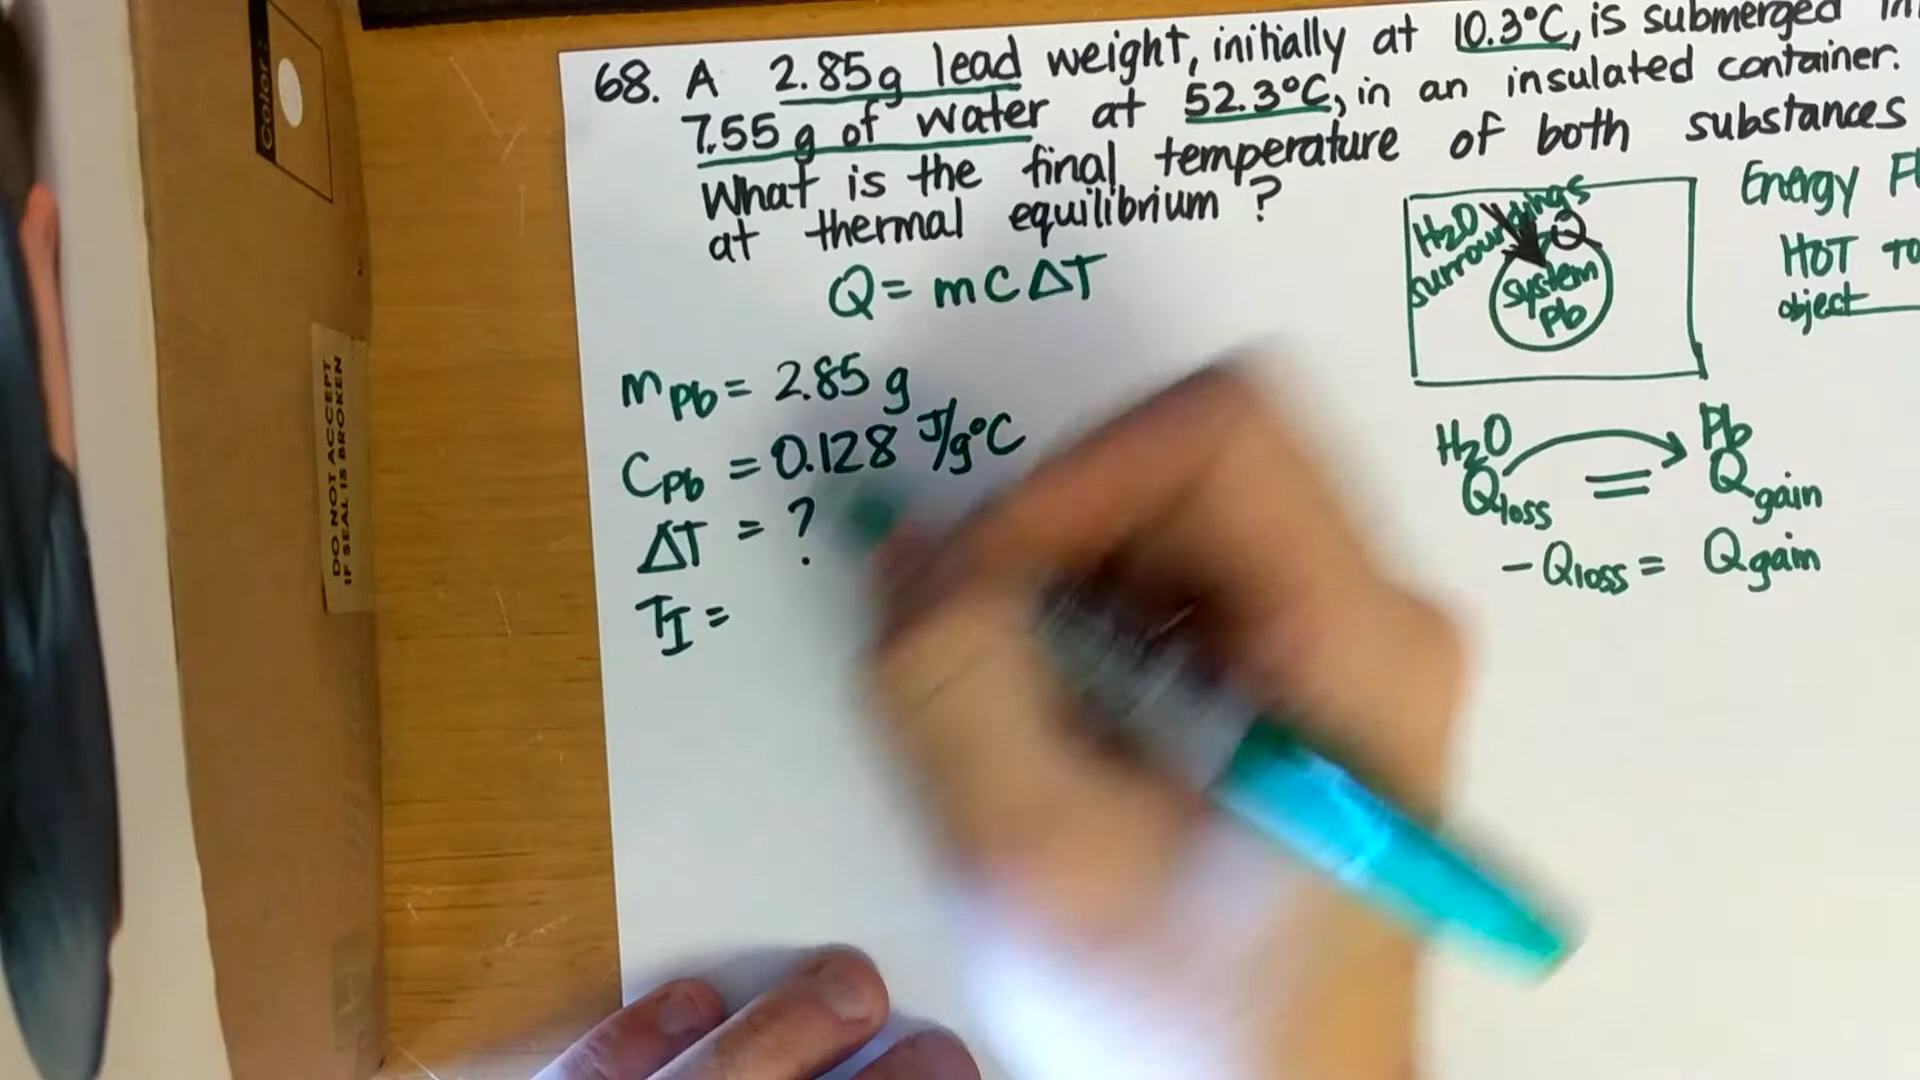 Color:
DO NOT ACCEPT
IF SEAL IS BROKEN
68. A 2.85g lead weight, initially at 10.3°C, is submerged in
7.55 g of water at 52.3°C, in an insulated container.
What is the final temperature of both substances
at thermal equilibrium ?
Q = mCΔT
mPb = 2.85 g
CPb = 0.128 J/g°C
ΔT = ?
TI =
H2O
surroundings
Q
system
Pb
Energy
HOT TO
object
H2O Pb
Qloss = Qgain
-Qloss = Qgain